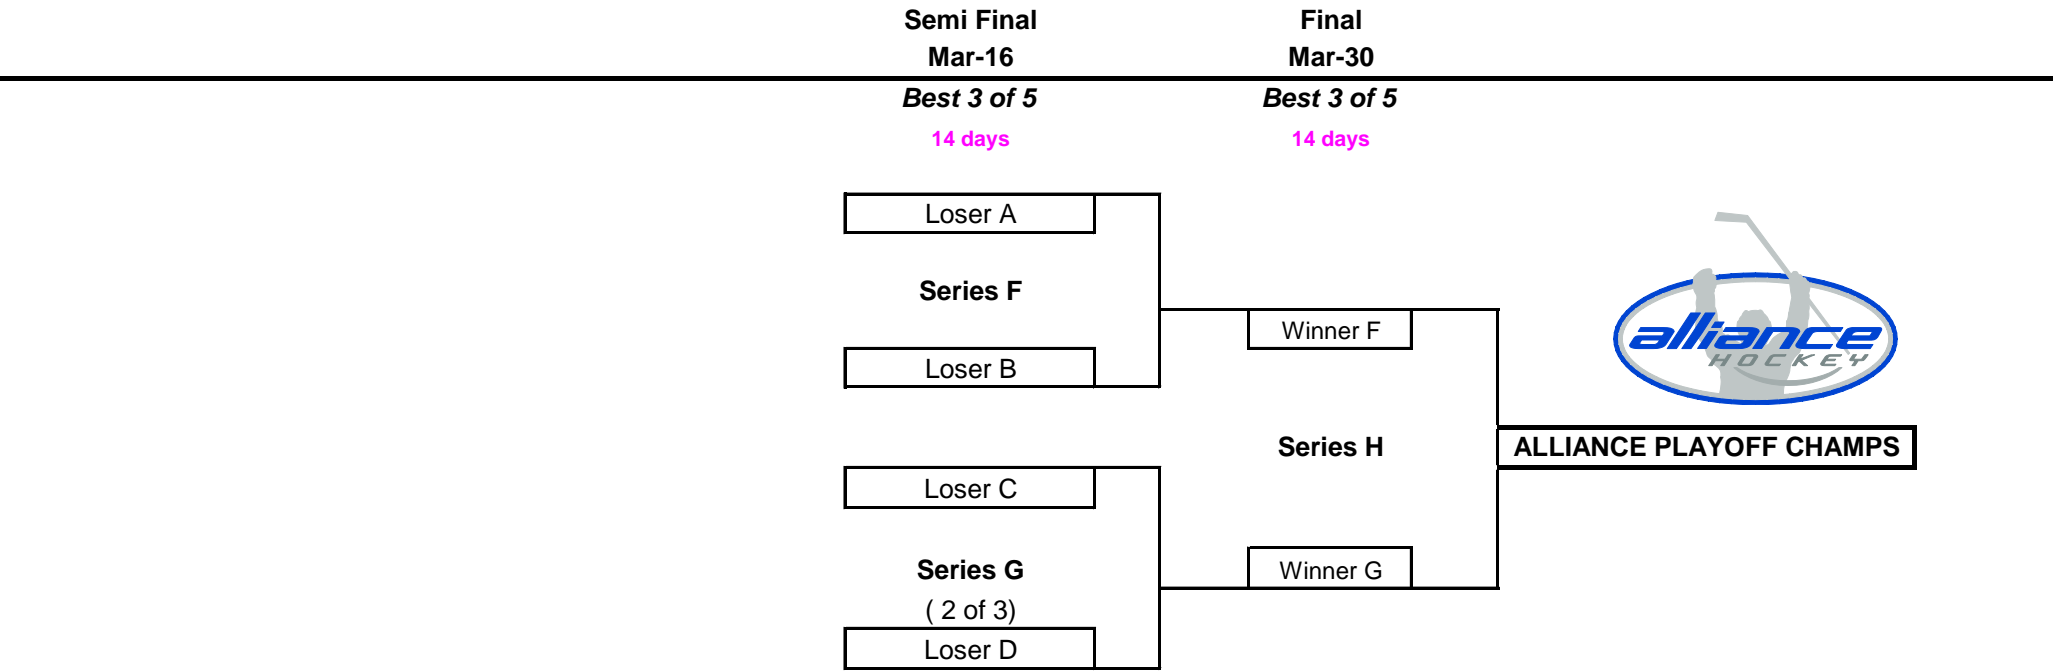 Semi Final
Final
Mar-16
Mar-30
Best 3 of 5
Best 3 of 5
14 days
14 days
Loser A
Series F
Winner F
alliance
HOCKEY
Loser B
Series H
ALLIANCE PLAYOFF CHAMPS
Loser C
Series G
Winner G
( 2 of 3)
Loser D